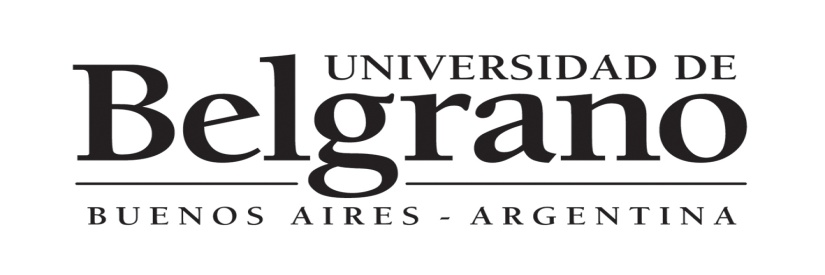 UNIVERSIDAD DE
Belgrano
BUENOS AIRES - ARGENTINA